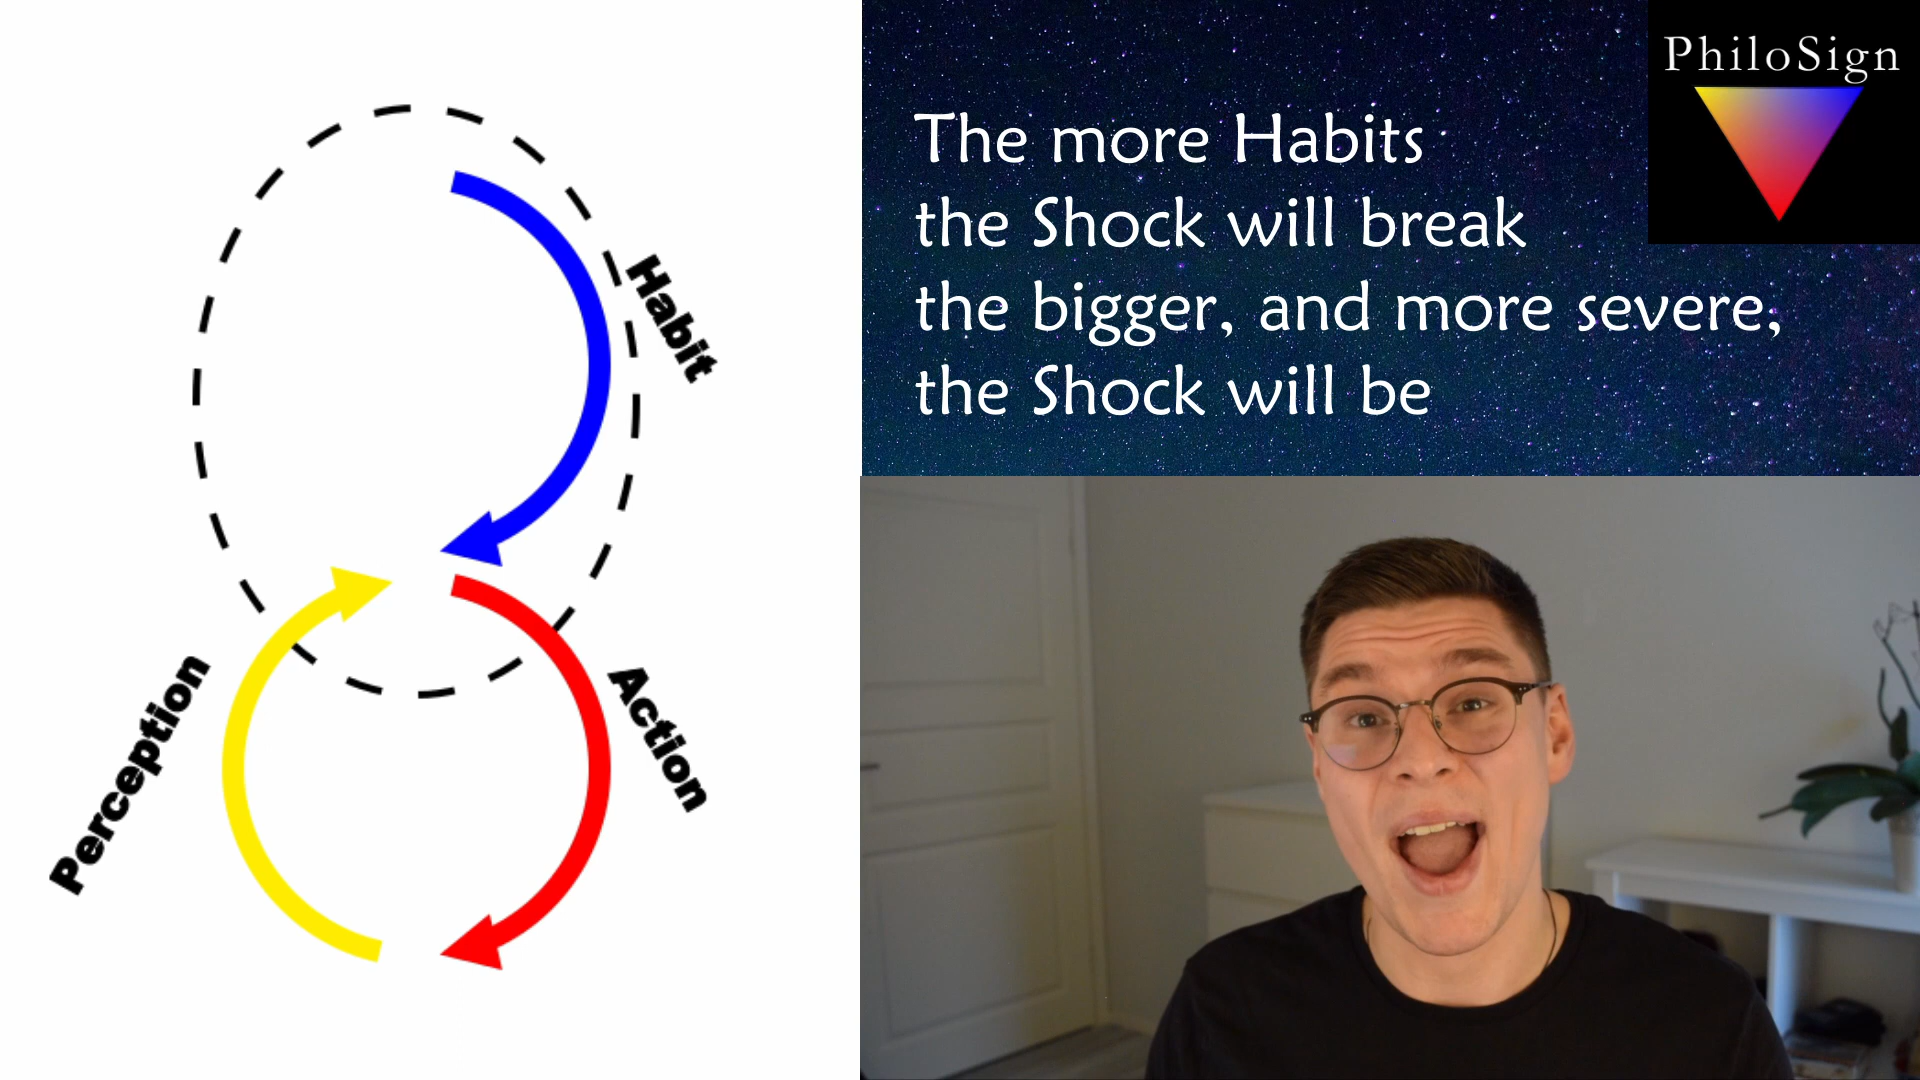 Habit
Perception
Action
The more Habits
the Shock will break
the bigger, and more severe,
the Shock will be
PhiloSign